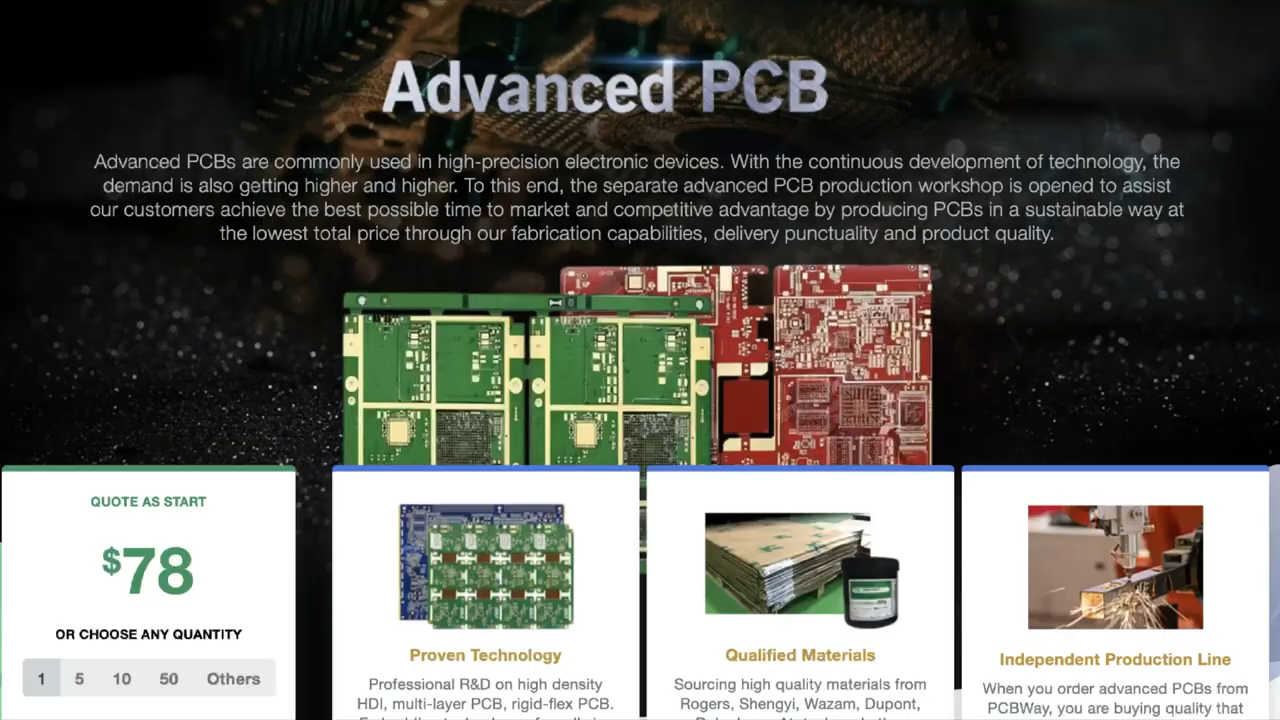 Advanced PCB
Advanced PCBs are commonly used in high-precision electronic devices. With the continuous development of technology, the
demand is also getting higher and higher. To this end, the separate advanced PCB production workshop is opened to assist
our customers achieve the best possible time to market and competitive advantage by producing PCBs in a sustainable way at
the lowest total price through our fabrication capabilities, delivery punctuality and product quality.
QUOTE AS START
$78
OR CHOOSE ANY QUANTITY
1 5 10 50 Others
Proven Technology
Professional R&D on high density
HDI, multi-layer PCB, rigid-flex PCB.
Qualified Materials
Sourcing high quality materials from
Rogers, Shengyi, Wazam, Dupont,
Independent Production Line
When you order advanced PCBs from
PCBWay, you are buying quality that